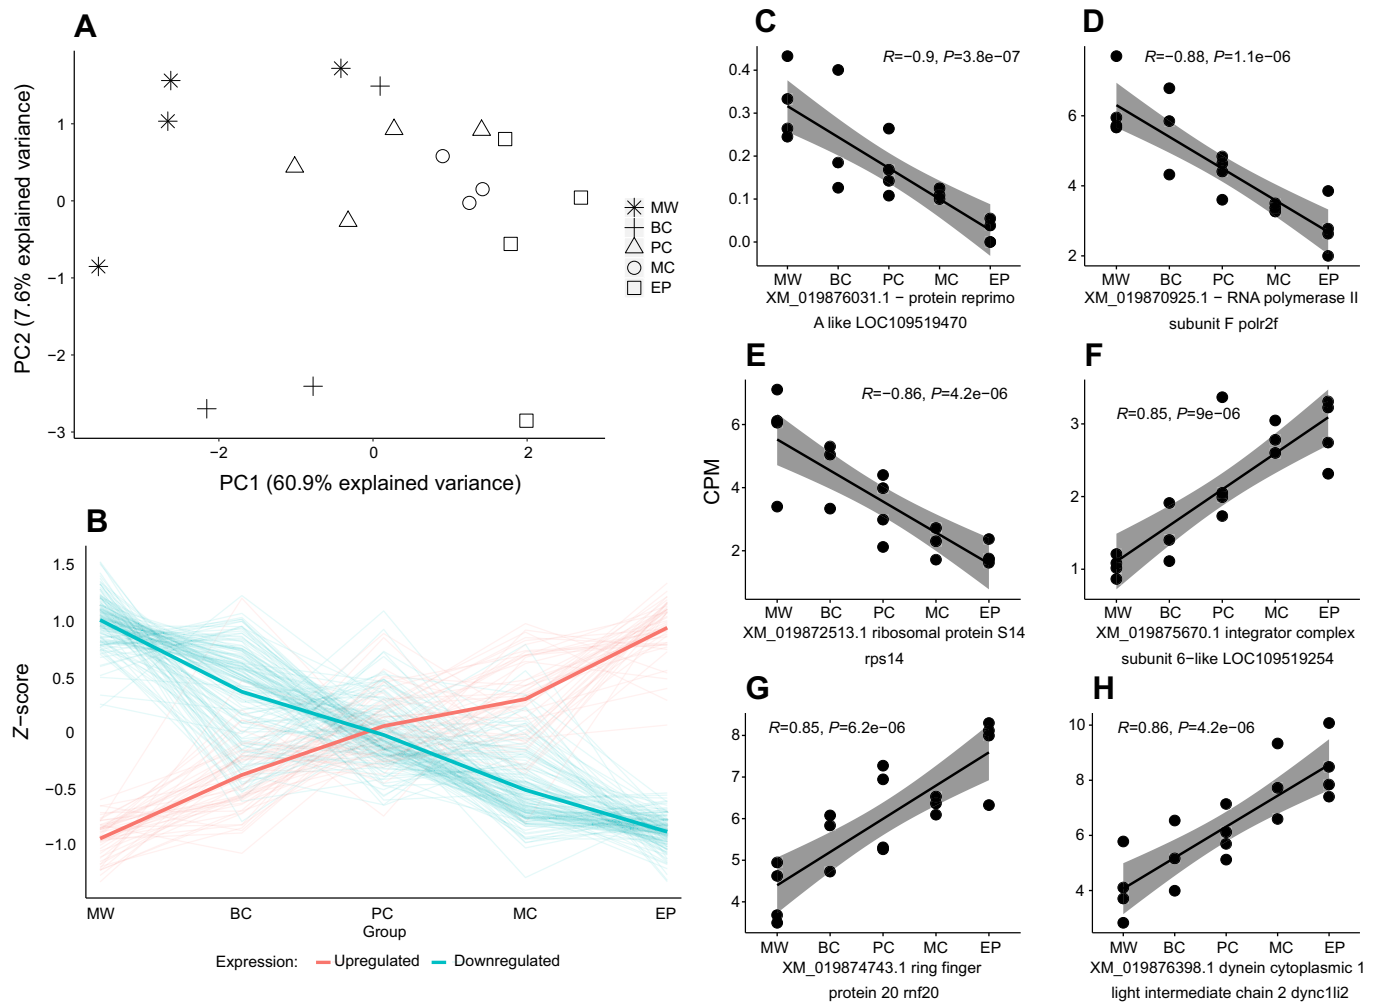 A
PC2 (7.6% explained variance)
1
0
−1
−2
−3
−2
0
2
PC1 (60.9% explained variance)
MW
BC
PC
MC
EP
B
Z−score
1.5
1.0
0.5
0
−0.5
−1.0
MW BC PC MC EP
Group
Expression: Upregulated Downregulated
C
R=−0.9, P=3.8e−07
0.4
0.3
0.2
0.1
0.0
MW BC PC MC EP
XM_019876031.1 − protein reprimo
A like LOC109519470
D
R=−0.88, P=1.1e−06
6
4
2
MW BC PC MC EP
XM_019870925.1 − RNA polymerase II
subunit F polr2f
E
R=−0.86, P=4.2e−06
CPM
6
4
2
MW BC PC MC EP
XM_019872513.1 ribosomal protein S14
rps14
F
R=0.85, P=9e−06
3
2
1
MW BC PC MC EP
XM_019875670.1 integrator complex
subunit 6−like LOC109519254
G
R=0.85, P=6.2e−06
8
7
6
5
4
MW BC PC MC EP
XM_019874743.1 ring finger
protein 20 rnf20
H
R=0.86, P=4.2e−06
10
8
6
4
MW BC PC MC EP
XM_019876398.1 dynein cytoplasmic 1
light intermediate chain 2 dync1li2